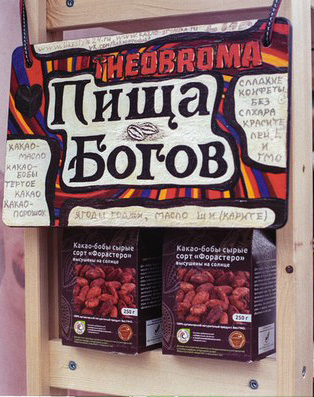 THEOBROMA
Пища
Богов
СЛАДКИЕ
КОНФЕТЫ
БЕЗ
САХАРА
КРАСИТЕ
ЛЕЙ, Е
И
ГМО
КАКАО-
МАСЛО
КАКАО-
БОБЫ
ТЕРТОЕ
КАКАО
КАКАО-
ПОРОШОК
ЯГОДЫ ГОДЖИ, МАСЛО ШИ (КАРИТЕ)
Какао-бобы сырые
сорт «Форастеро»
высушены на солнце
250 г
Какао-бобы сырые
сорт «Форастеро»
высушены на солнце
250 г